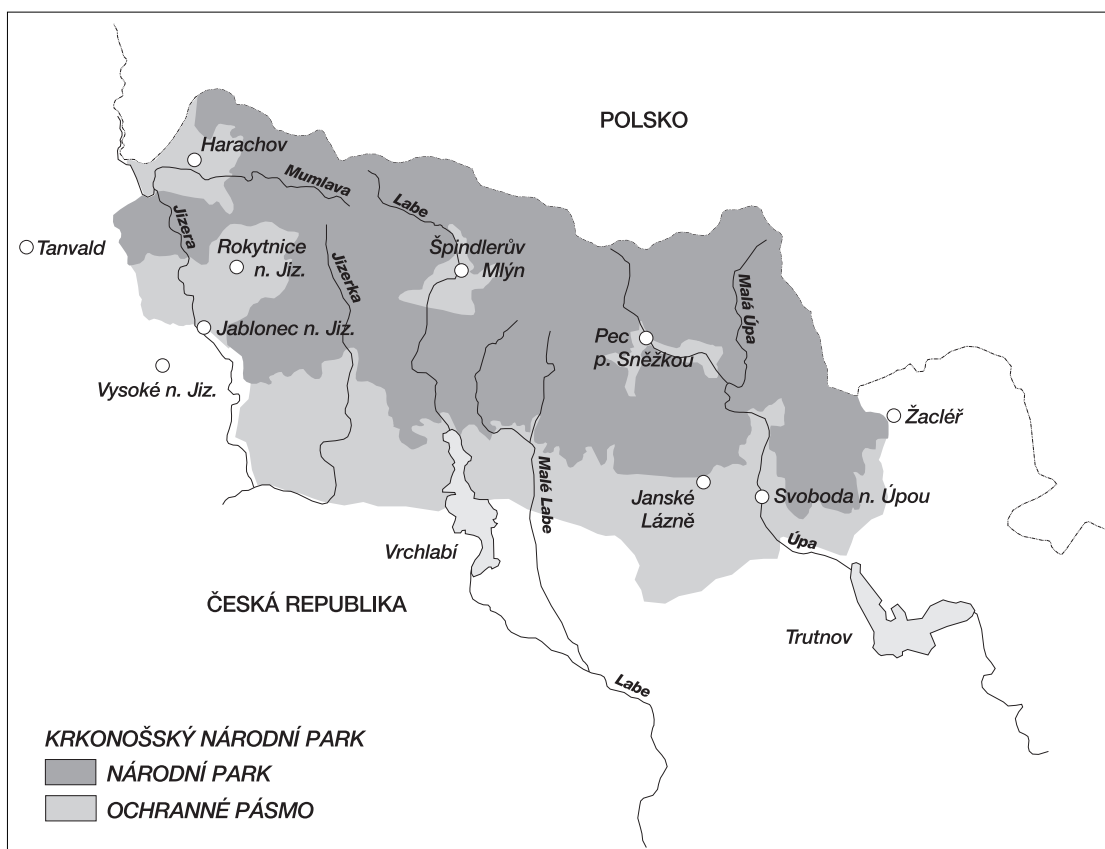 POLSKO
Harachov
Mumlava
Labe
Jizera
Tanvald
Rokytnice
n. Jiz.
Jizerka
Špindlerův
Mlýn
Malá Úpa
Jablonec n. Jiz.
Pec
p. Sněžkou
Vysoké n. Jiz.
Žacléř
Malé Labe
Janské
Lázně
Svoboda n. Úpou
Úpa
Vrchlabí
ČESKÁ REPUBLIKA
Trutnov
Labe
KRKONOŠSKÝ NÁRODNÍ PARK
NÁRODNÍ PARK
OCHRANNÉ PÁSMO